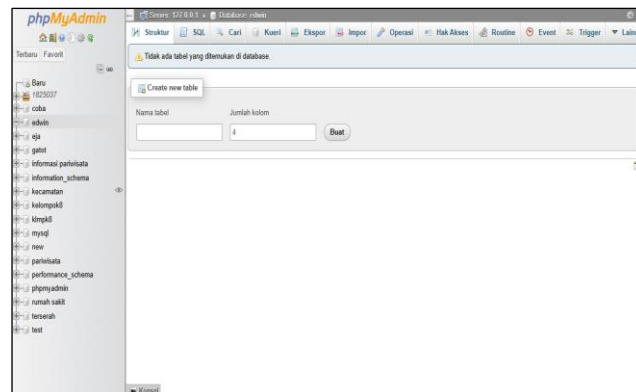 phpMyAdmin
Terbaru Favorit
Baru
1825037
coba
edwin
eja
gatot
informasi pariwisata
information_schema
kecamatan
kelompok8
klmpk8
mysql
new
pariwisata
performance_schema
phpmyadmin
rumah sakit
terserah
test
Server: 127.0.0.1 » Database: edwin
Struktur SQL Cari Kueri Ekspor Impor Operasi Hak Akses Routine Event Trigger Lain
Tidak ada tabel yang ditemukan di database.
Create new table
Nama tabel Jumlah kolom
4 Buat
Konsol